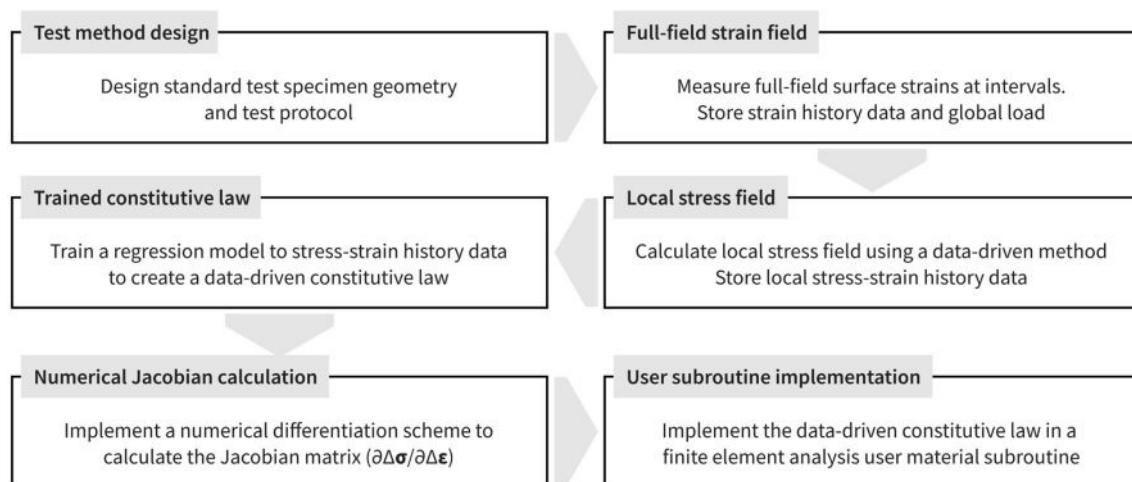 Test method design
Design standard test specimen geometry
and test protocol
Full-field strain field
Measure full-field surface strains at intervals.
Store strain history data and global load
Local stress field
Calculate local stress field using a data-driven method
Store local stress-strain history data
Trained constitutive law
Train a regression model to stress-strain history data
to create a data-driven constitutive law
Numerical Jacobian calculation
Implement a numerical differentiation scheme to
calculate the Jacobian matrix (∂Δσ/∂Δε)
User subroutine implementation
Implement the data-driven constitutive law in a
finite element analysis user material subroutine